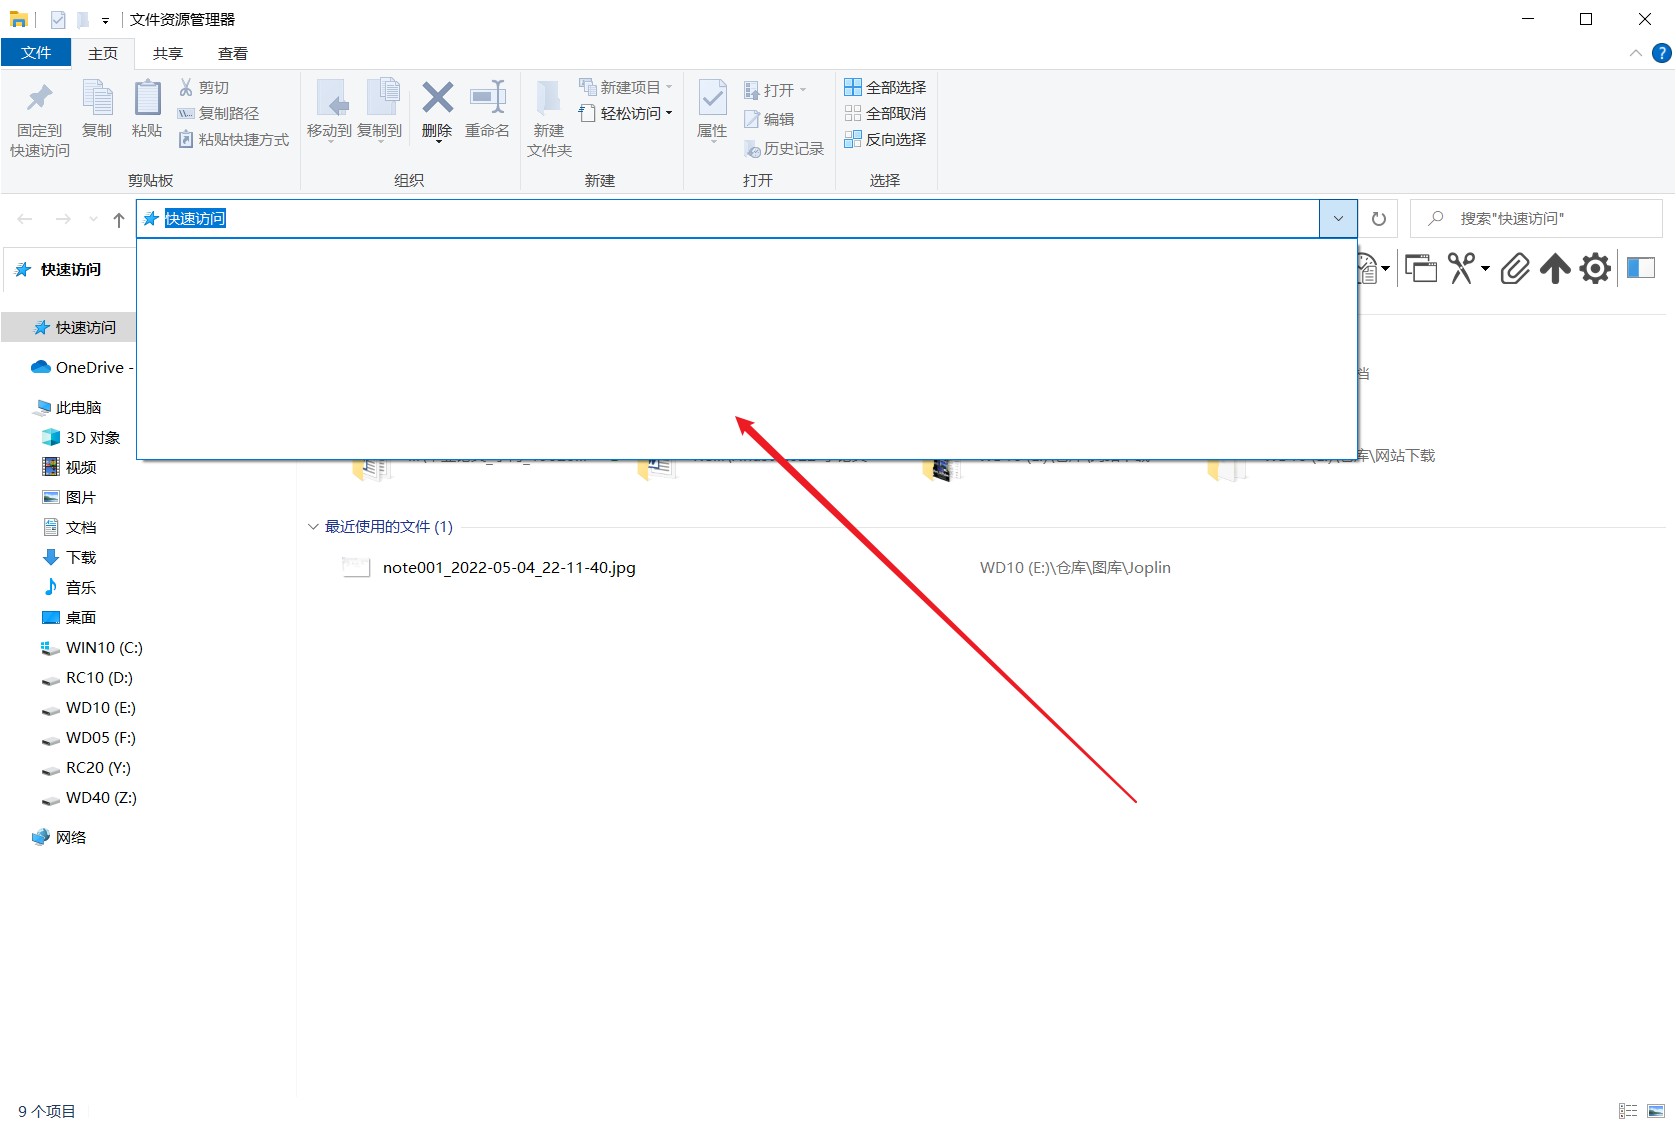 文件资源管理器
文件 主页 共享 查看
固定到
快速访问
复制
粘贴
剪切
复制路径
粘贴快捷方式
剪贴板
移动到
复制到
删除
重命名
组织
新建
文件夹
新建项目
轻松访问
新建
属性
打开
编辑
历史记录
打开
全部选择
全部取消
反向选择
选择
快速访问
搜索"快速访问"
快速访问
快速访问
OneDrive -
此电脑
3D 对象
视频
图片
文档
下载
音乐
桌面
WIN10 (C:)
RC10 (D:)
WD10 (E:)
WD05 (F:)
RC20 (Y:)
WD40 (Z:)
网络
档
\网站下载
最近使用的文件 (1)
note001_2022-05-04_22-11-40.jpg
WD10 (E:)\仓库\图库\Joplin
9 个项目